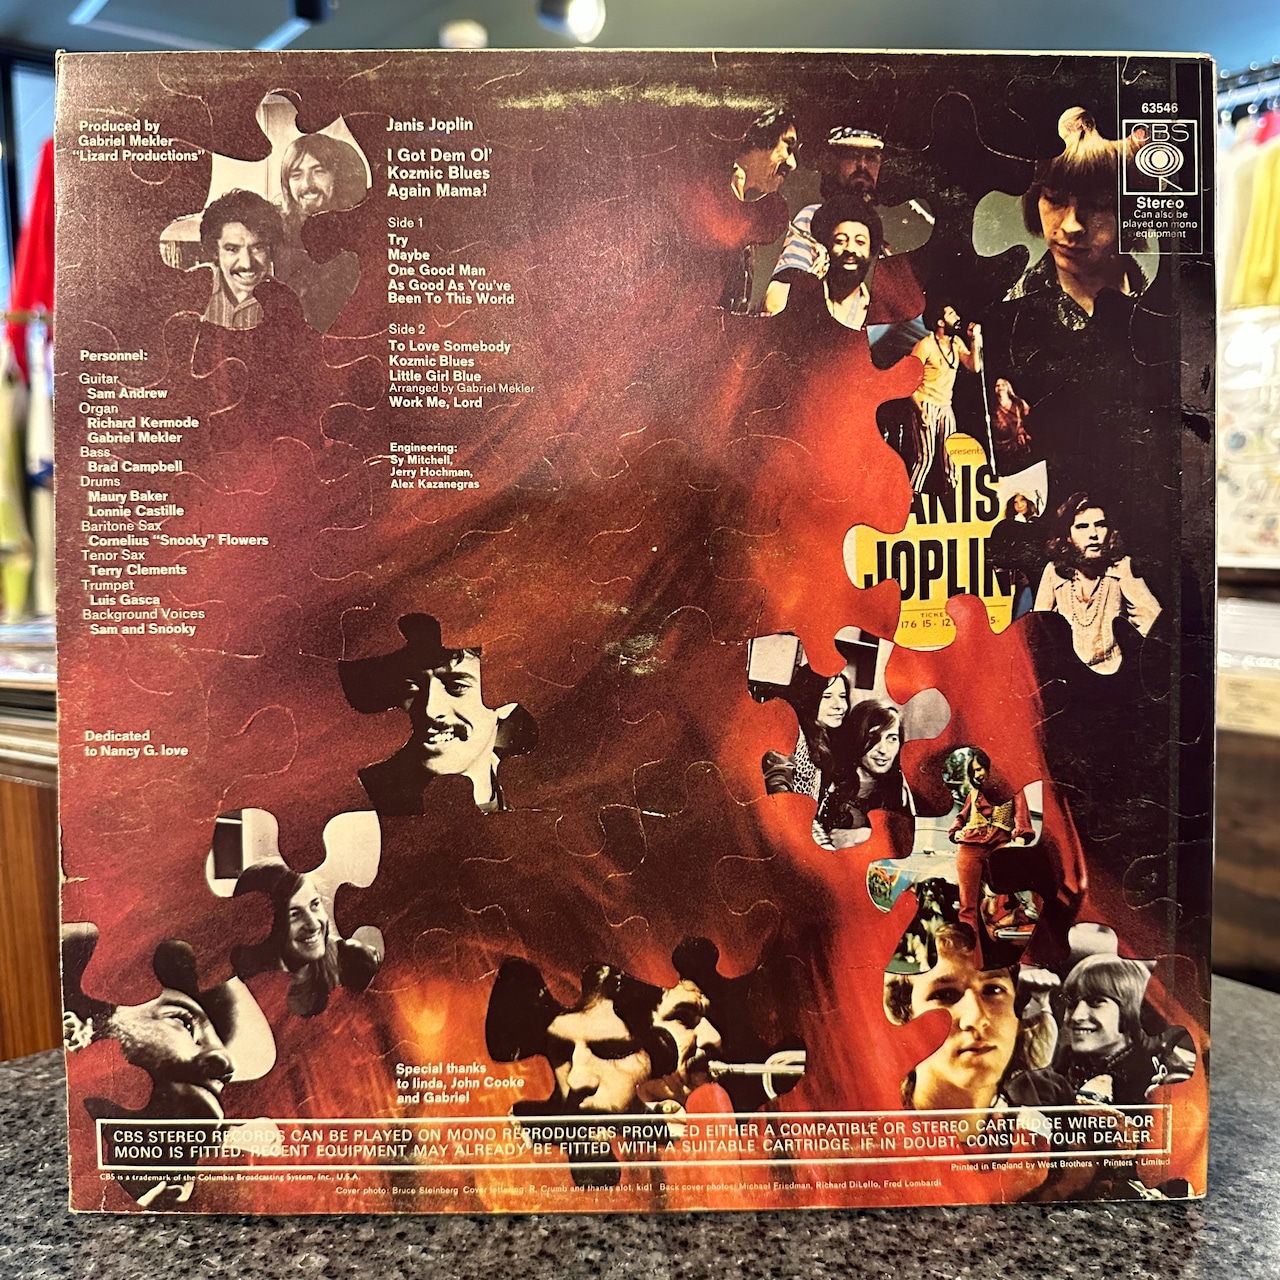 Produced by
Gabriel Mekler
"Lizard Productions"
Janis Joplin
I Got Dem Ol'
Kozmic Blues
Again Mama!
Side 1
Try
Maybe
One Good Man
As Good As You've
Been To This World
Side 2
To Love Somebody
Kozmic Blues
Little Girl Blue
Arranged by Gabriel Mekler
Work Me, Lord
Engineering:
Sy Mitchell,
Jerry Hochman,
Alex Kazanegras
63546
CBS
Stereo
Can also be
played on mono
equipment
Personnel:
Guitar
Sam Andrew
Organ
Richard Kermode
Gabriel Mekler
Bass
Brad Campbell
Drums
Maury Baker
Lonnie Castille
Baritone Sax
Cornelius "Snooky" Flowers
Tenor Sax
Terry Clements
Trumpet
Luis Gasca
Background Voices
Sam and Snooky
presents
ANIS
JOPLIN
TICKE
176 15- 12 5-
Dedicated
to Nancy G. love
Special thanks
to linda, John Cooke
and Gabriel
CBS STEREO RECORDS CAN BE PLAYED ON MONO REPRODUCERS PROVIDED EITHER A COMPATIBLE OR STEREO CARTRIDGE WIRED FOR
MONO IS FITTED. RECENT EQUIPMENT MAY ALREADY BE FITTED WITH A SUITABLE CARTRIDGE. IF IN DOUBT, CONSULT YOUR DEALER.
CBS is a trademark of the Columbia Broadcasting System, Inc., U.S.A.
Printed in England by West Brothers · Printers · Limited
Cover photo: Bruce Steinberg Cover lettering: R. Crumb and thanks alot, kid! Back cover photos: Michael Friedman, Richard DiLello, Fred Lombardi